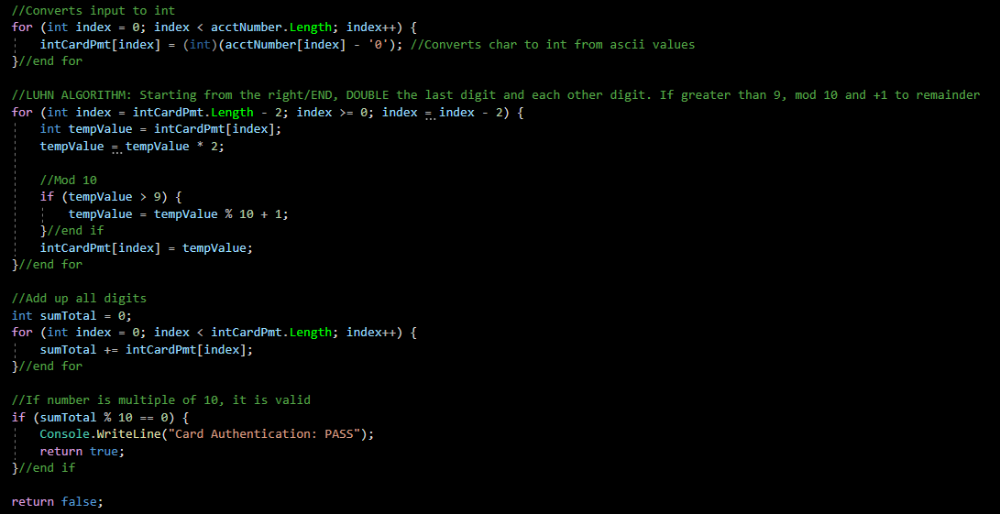 //Converts input to int
for (int index = 0; index < acctNumber.Length; index++) {
intCardPmt[index] = (int)(acctNumber[index] - '0'); //Converts char to int from ascii values
}//end for
//LUHN ALGORITHM: Starting from the right/END, DOUBLE the last digit and each other digit. If greater than 9, mod 10 and +1 to remainder
for (int index = intCardPmt.Length - 2; index >= 0; index = index - 2) {
int tempValue = intCardPmt[index];
tempValue = tempValue * 2;
//Mod 10
if (tempValue > 9) {
tempValue = tempValue % 10 + 1;
}//end if
intCardPmt[index] = tempValue;
}//end for
//Add up all digits
int sumTotal = 0;
for (int index = 0; index < intCardPmt.Length; index++) {
sumTotal += intCardPmt[index];
}//end for
//If number is multiple of 10, it is valid
if (sumTotal % 10 == 0) {
Console.WriteLine("Card Authentication: PASS");
return true;
}//end if
return false;